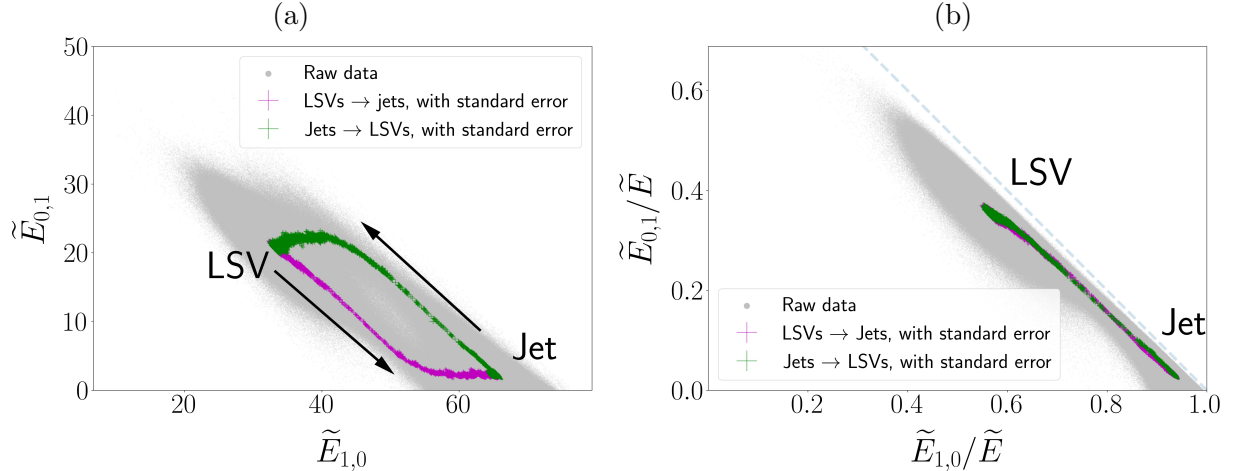 (a)
50
40
30
20
10
0
20
40
60
Ẽ₀,₁
Ẽ₁,₀
Raw data
LSVs → jets, with standard error
Jets → LSVs, with standard error
LSV
Jet
(b)
0.6
0.4
0.2
0.0
0.2
0.4
0.6
0.8
1.0
Ẽ₀,₁/Ẽ
Ẽ₁,₀/Ẽ
LSV
Jet
Raw data
LSVs → Jets, with standard error
Jets → LSVs, with standard error